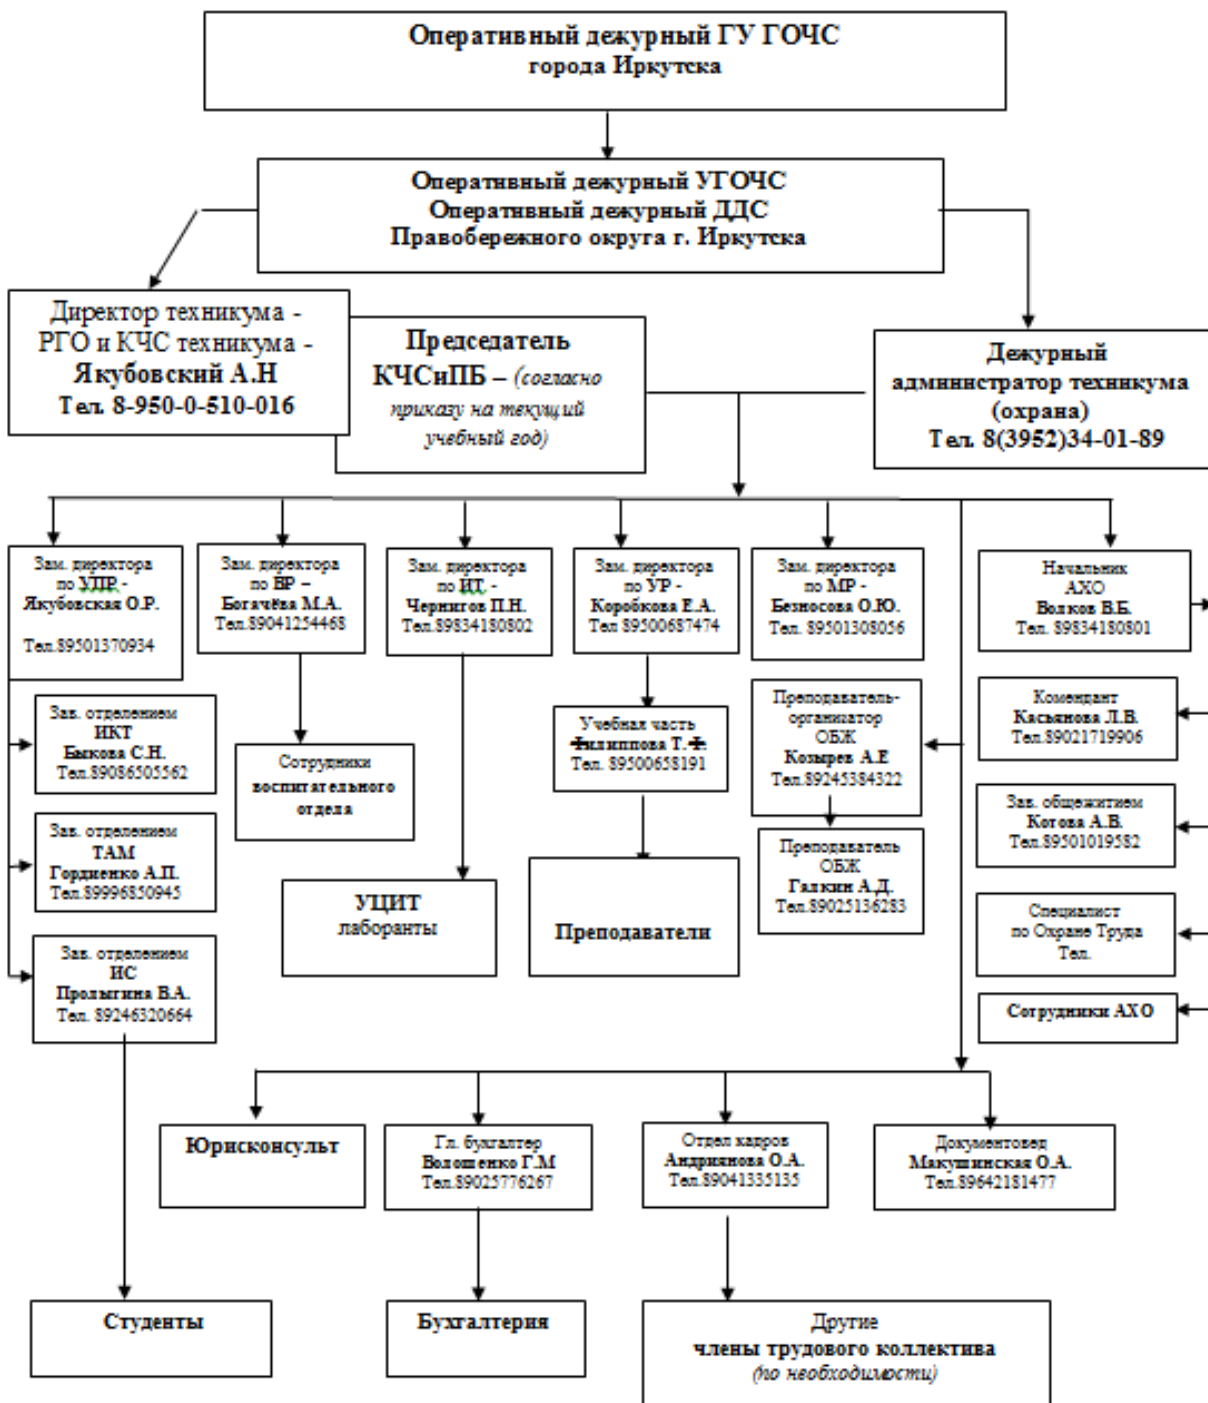 Оперативный дежурный ГУ ГОЧС
города Иркутска
Оперативный дежурный УГОЧС
Оперативный дежурный ДДС
Правобережного округа г. Иркутска
Директор техникума -
РГО и КЧС техникума -
Якубовский А.Н
Тел. 8-950-0-510-016
Председатель
КЧСиПБ – (согласно
приказу на текущий
учебный год)
Дежурный
администратор техникума
(охрана)
Тел. 8(3952)34-01-89
Зам. директора
по УПР -
Якубовская О.Р.
Тел.89501370934
Зам. директора
по ВР –
Богачёва М.А.
Тел.89041254468
Зам. директора
по ИТ -
Чернигов П.Н.
Тел.89834180802
Зам. директора
по УР -
Коробкова Е.А.
Тел 89500687474
Зам. директора
по МР -
Безносова О.Ю.
Тел. 89501308056
Начальник
АХО
Волков В.Б.
Тел. 89834180801
Зав. отделением
ИКТ
Быкова С.Н.
Тел.89086505562
Сотрудники
воспитательного
отдела
Учебная часть
Филиппова Т. Ф.
Тел. 89500658191
Преподаватель-
организатор
ОБЖ
Козырев А.Е
Тел.89245384322
Комендант
Касьянова Л.В.
Тел.89021719906
Зав. отделением
ТАМ
Гордиенко А.П.
Тел.89996850945
УЦИТ
лаборанты
Преподаватели
Преподаватель
ОБЖ
Галкин А.Д.
Тел.89025136283
Зав. общежитием
Котова А.В.
Тел.89501019582
Зав. отделением
ИС
Пролыгина В.А.
Тел. 89246320664
Специалист
по Охране Труда
Тел.
Сотрудники АХО
Юрисконсульт
Гл. бухгалтер
Волошенко Г.М
Тел.89025776267
Отдел кадров
Андриянова О.А.
Тел.89041335135
Документовед
Макушинская О.А.
Тел.89642181477
Студенты
Бухгалтерия
Другие
члены трудового коллектива
(по необходимости)